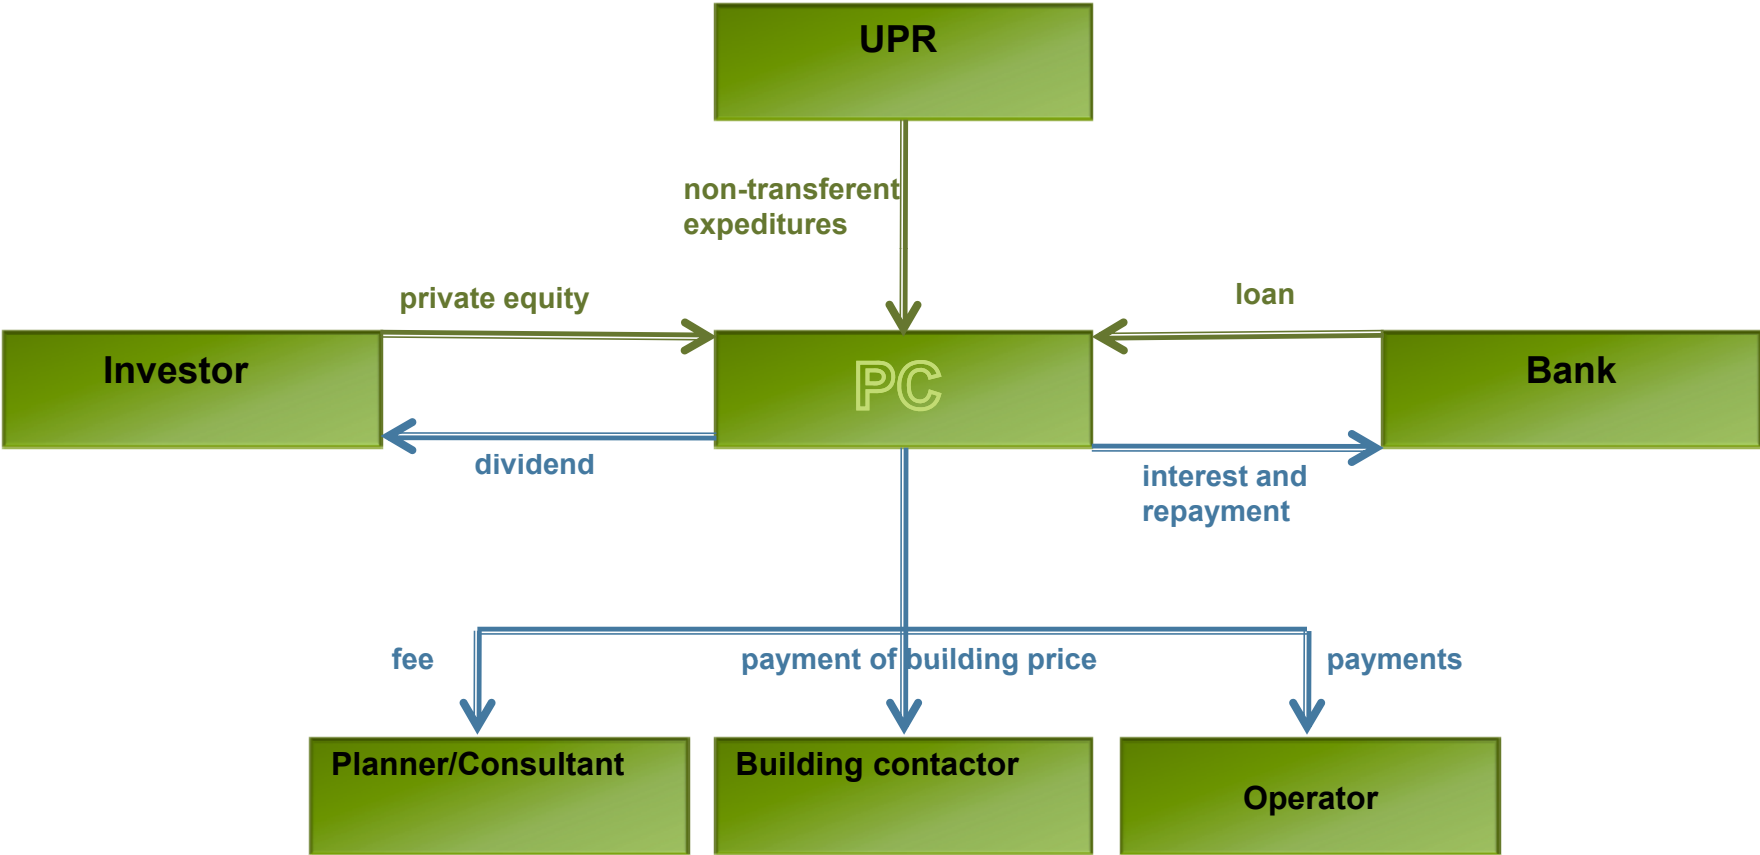 UPR
non-transferent
expeditures
private equity
loan
Investor
PC
Bank
dividend
interest and
repayment
fee
payment of building price
payments
Planner/Consultant
Building contactor
Operator